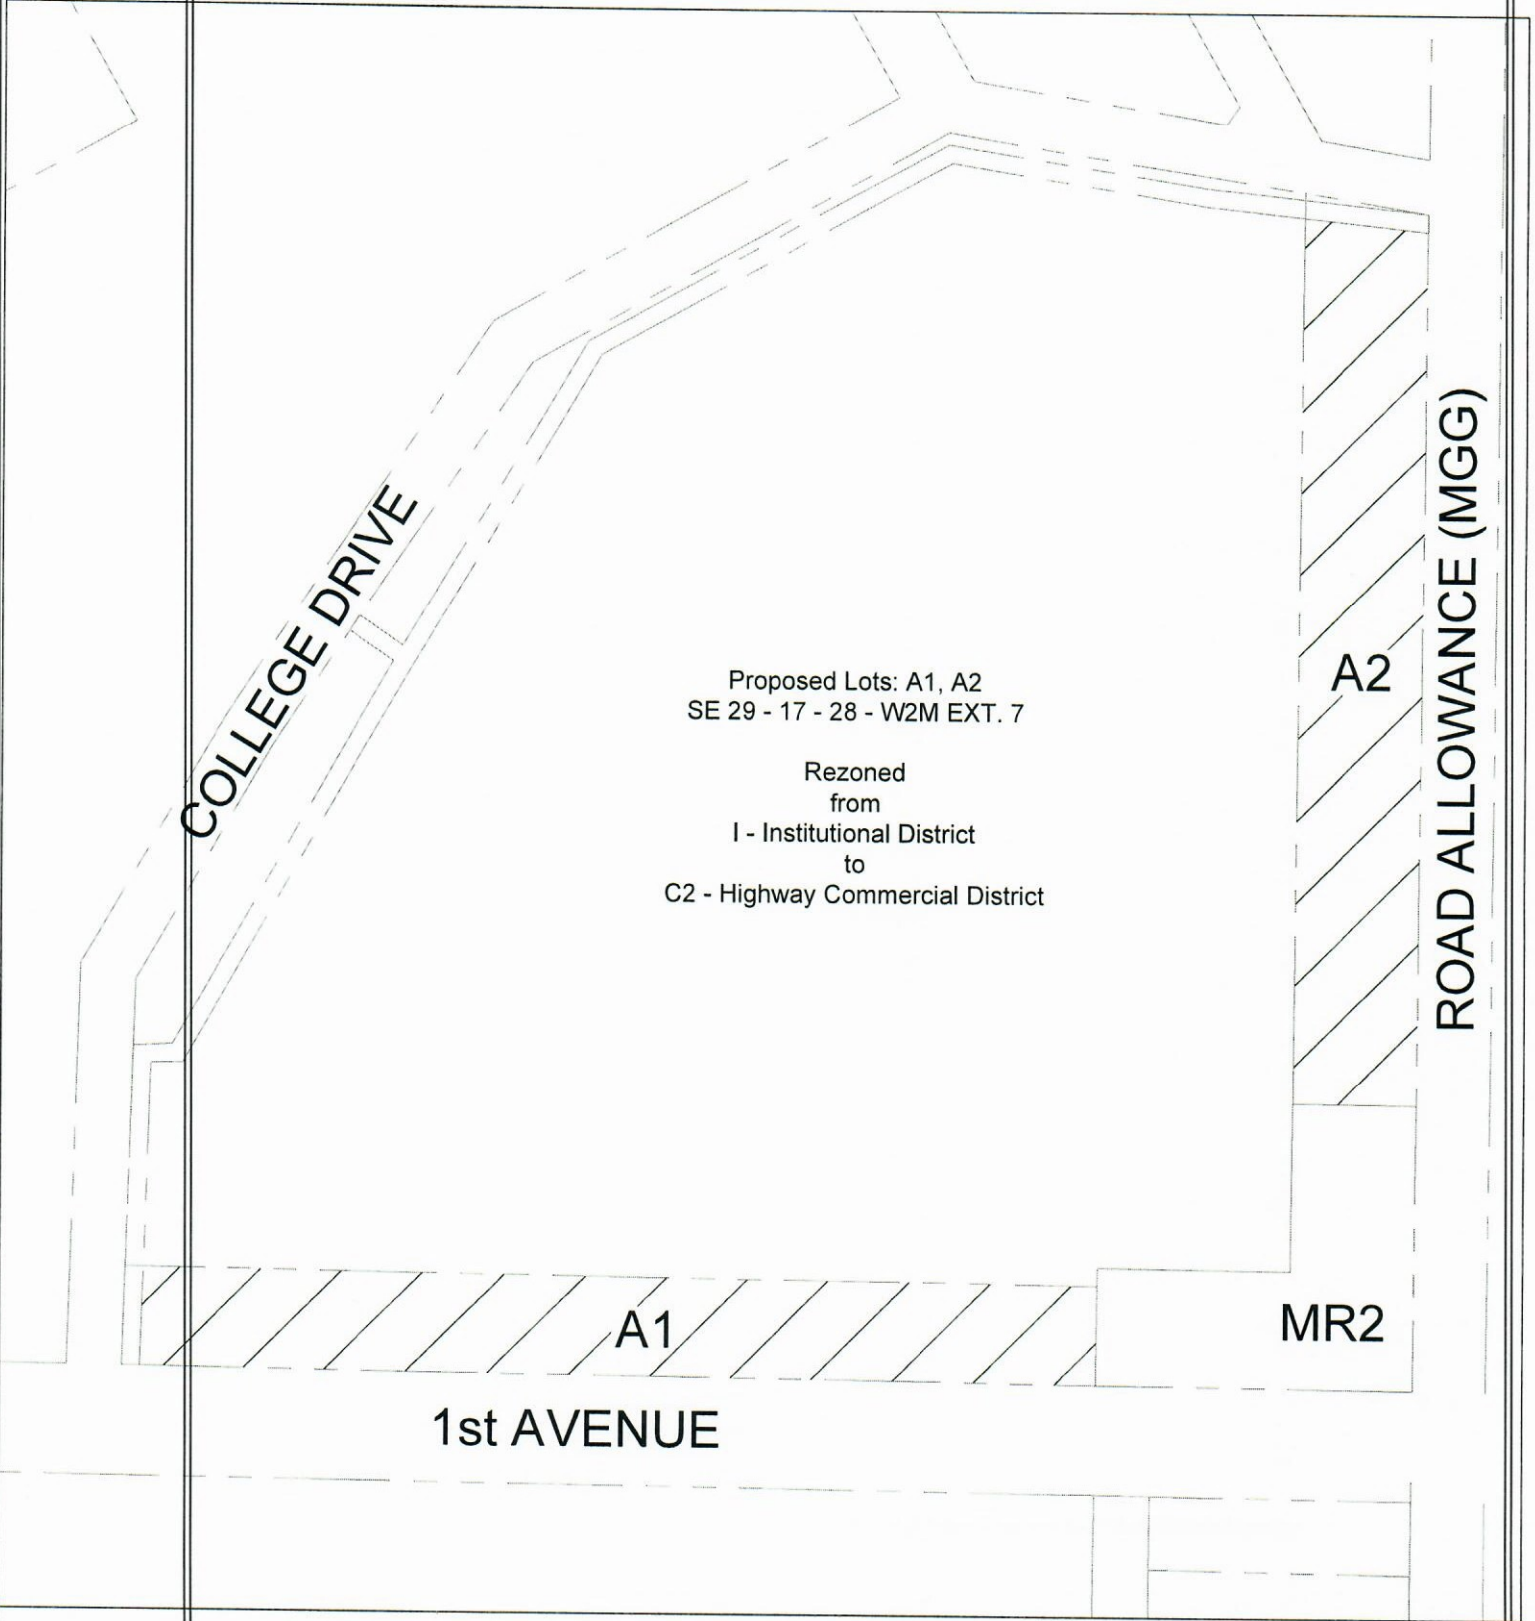 COLLEGE DRIVE
ROAD ALLOWANCE (MGG)
Proposed Lots: A1, A2
SE 29 - 17 - 28 - W2M EXT. 7
Rezoned
from
I - Institutional District
to
C2 - Highway Commercial District
A2
A1
MR2
1st AVENUE